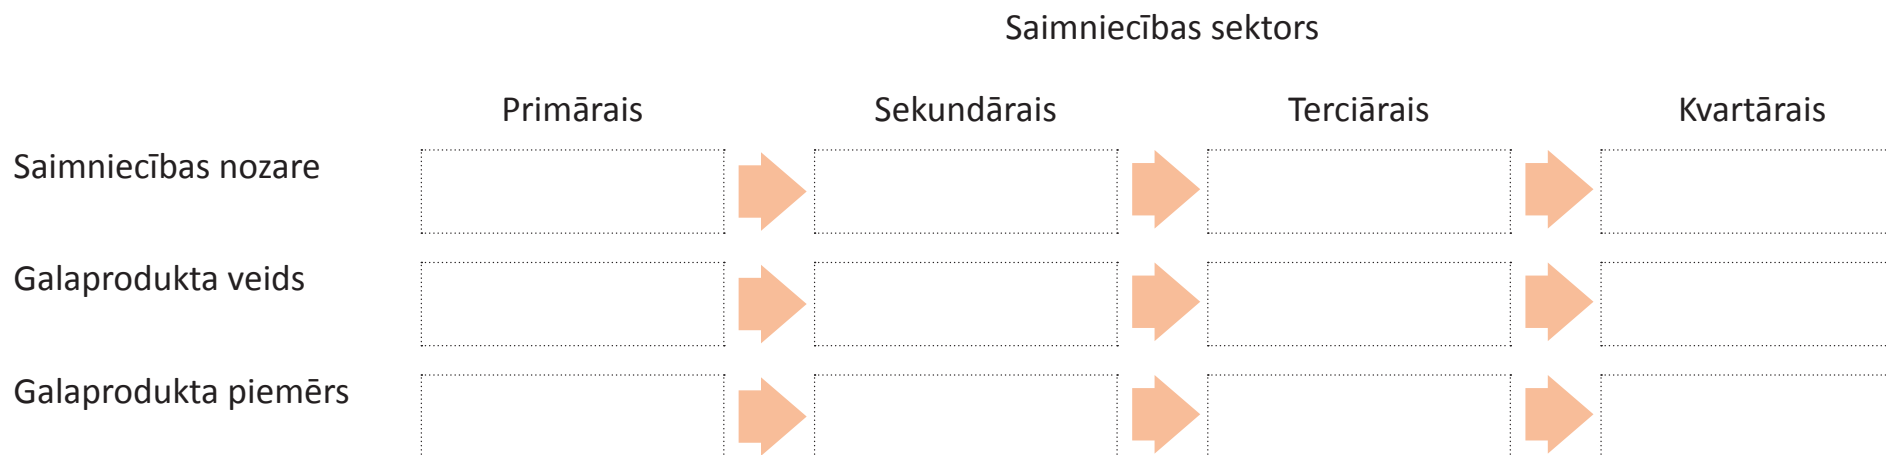 Saimniecības sektors
Primārais Sekundārais Terciārais Kvartārais
Saimniecības nozare
Galaprodukta veids
Galaprodukta piemērs